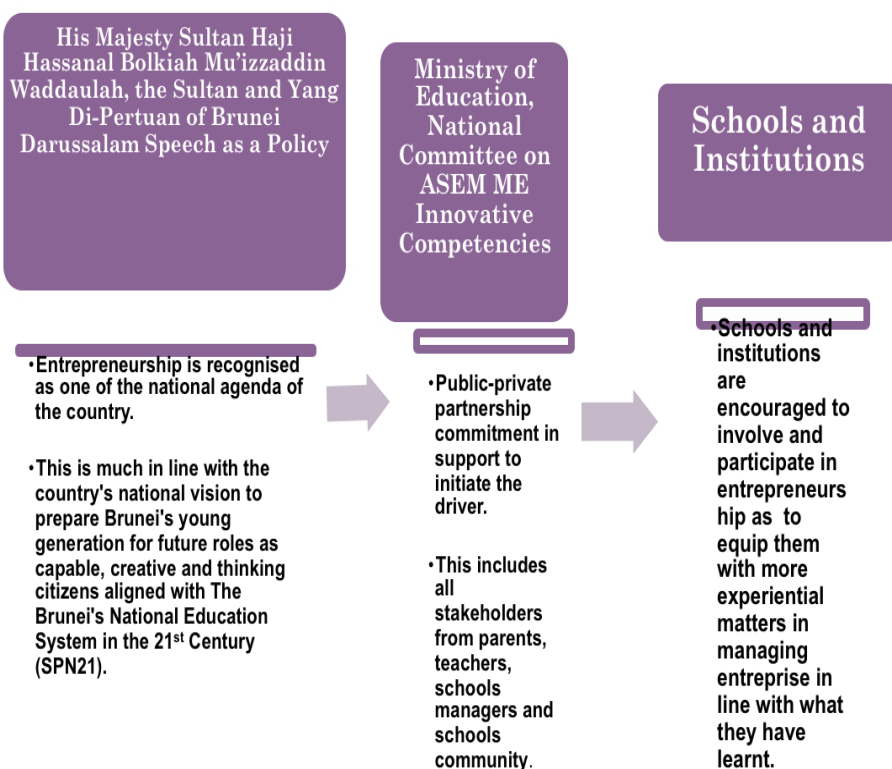 His Majesty Sultan Haji
Hassanal Bolkiah Mu’izzaddin
Waddaulah, the Sultan and Yang
Di-Pertuan of Brunei
Darussalam Speech as a Policy
•Entrepreneurship is recognised
as one of the national agenda of
the country.
•This is much in line with the
country's national vision to
prepare Brunei's young
generation for future roles as
capable, creative and thinking
citizens aligned with The
Brunei's National Education
System in the 21st Century
(SPN21).
Ministry of
Education,
National
Committee on
ASEM ME
Innovative
Competencies
•Public-private
partnership
commitment in
support to
initiate the
driver.
•This includes
all
stakeholders
from parents,
teachers,
schools
managers and
schools
community.
Schools and
Institutions
•Schools and
institutions
are
encouraged to
involve and
participate in
entrepreneurs
hip as  to
equip them
with more
experiential
matters in
managing
entreprise in
line with what
they have
learnt.